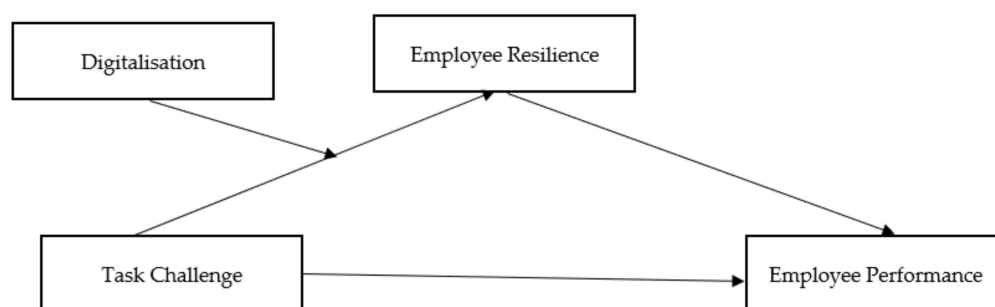 Digitalisation
Employee Resilience
Task Challenge
Employee Performance